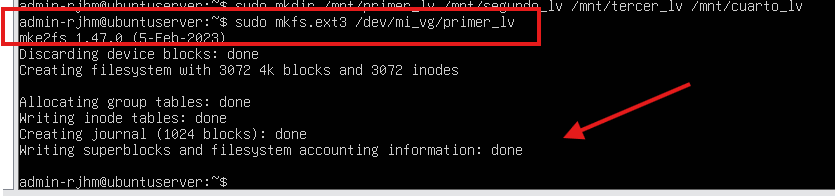 admin-rjhm@ubuntuserver:~$ sudo mkdir /mnt/primer_lv /mnt/segundo_lv /mnt/tercer_lv /mnt/cuarto_lv
admin-rjhm@ubuntuserver:~$ sudo mkfs.ext3 /dev/mi_vg/primer_lv
mke2fs 1.47.0 (5-Feb-2023)
Discarding device blocks: done
Creating filesystem with 3072 4k blocks and 3072 inodes

Allocating group tables: done
Writing inode tables: done
Creating journal (1024 blocks): done
Writing superblocks and filesystem accounting information: done

admin-rjhm@ubuntuserver:~$